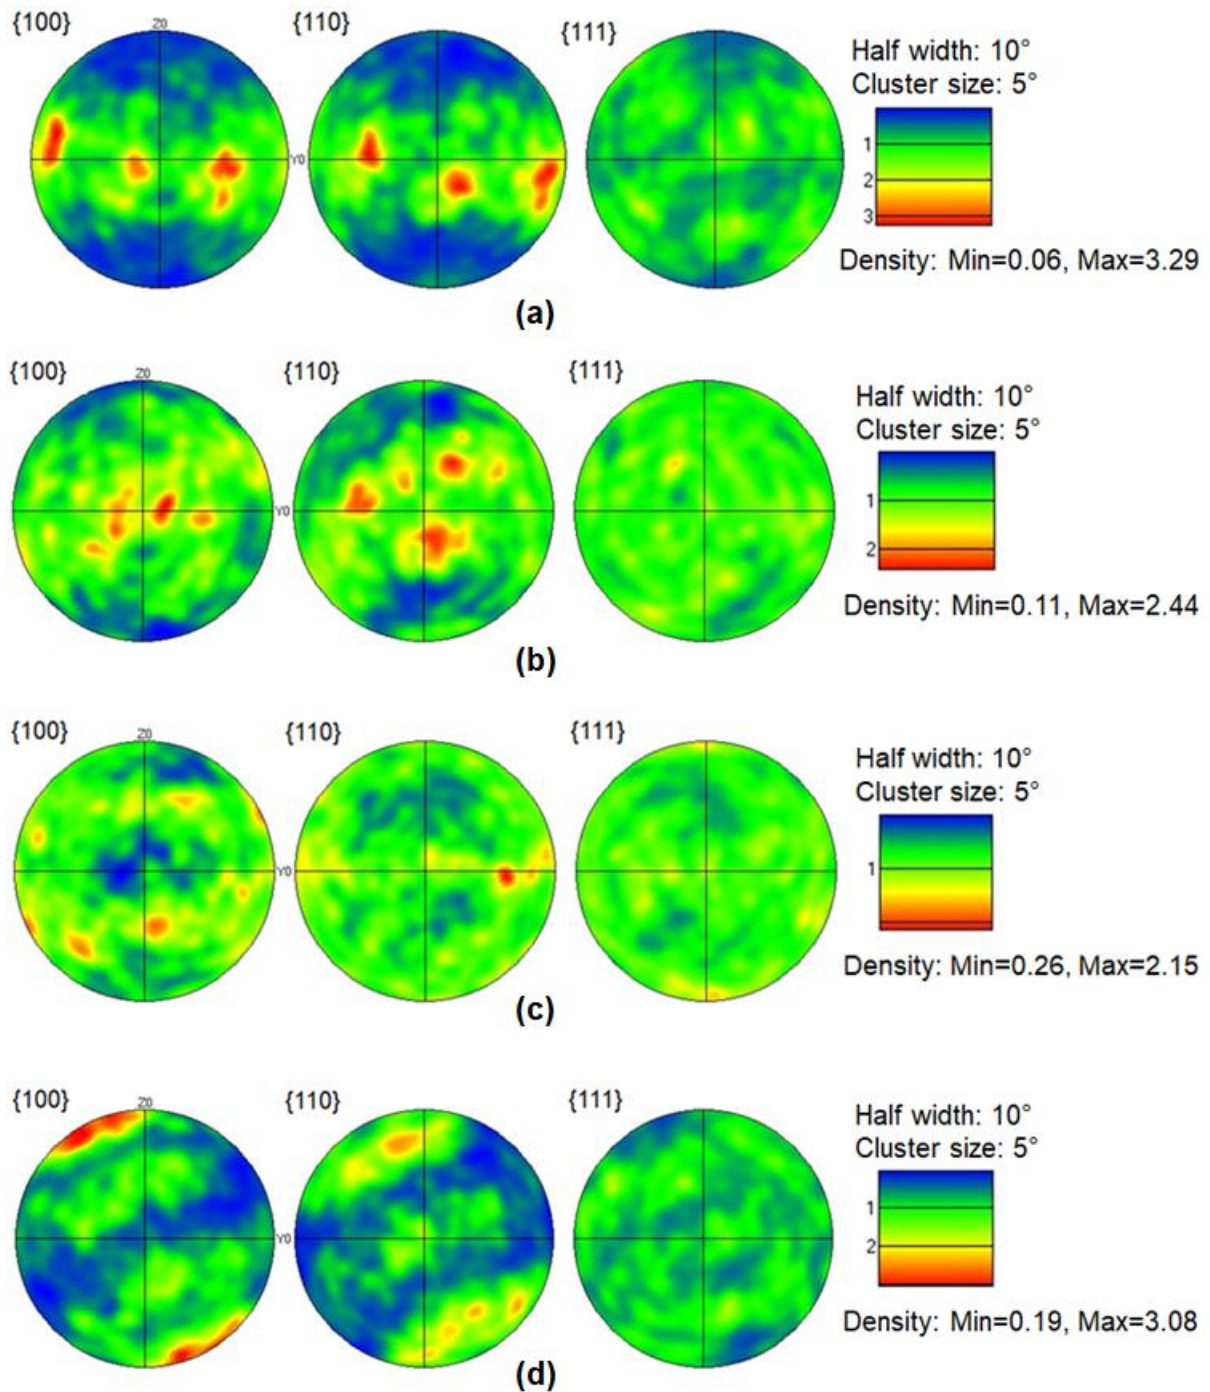 {100} Z0 {110} {111}
Half width: 10°
Cluster size: 5°
1
Y0 2
3
Density: Min=0.06, Max=3.29
(a)
{100} Z0 {110} {111}
Half width: 10°
Cluster size: 5°
1
Y0
2
Density: Min=0.11, Max=2.44
(b)
{100} Z0 {110} {111}
Half width: 10°
Cluster size: 5°
Y0 1
Density: Min=0.26, Max=2.15
(c)
{100} Z0 {110} {111}
Half width: 10°
Cluster size: 5°
1
Y0 2
Density: Min=0.19, Max=3.08
(d)